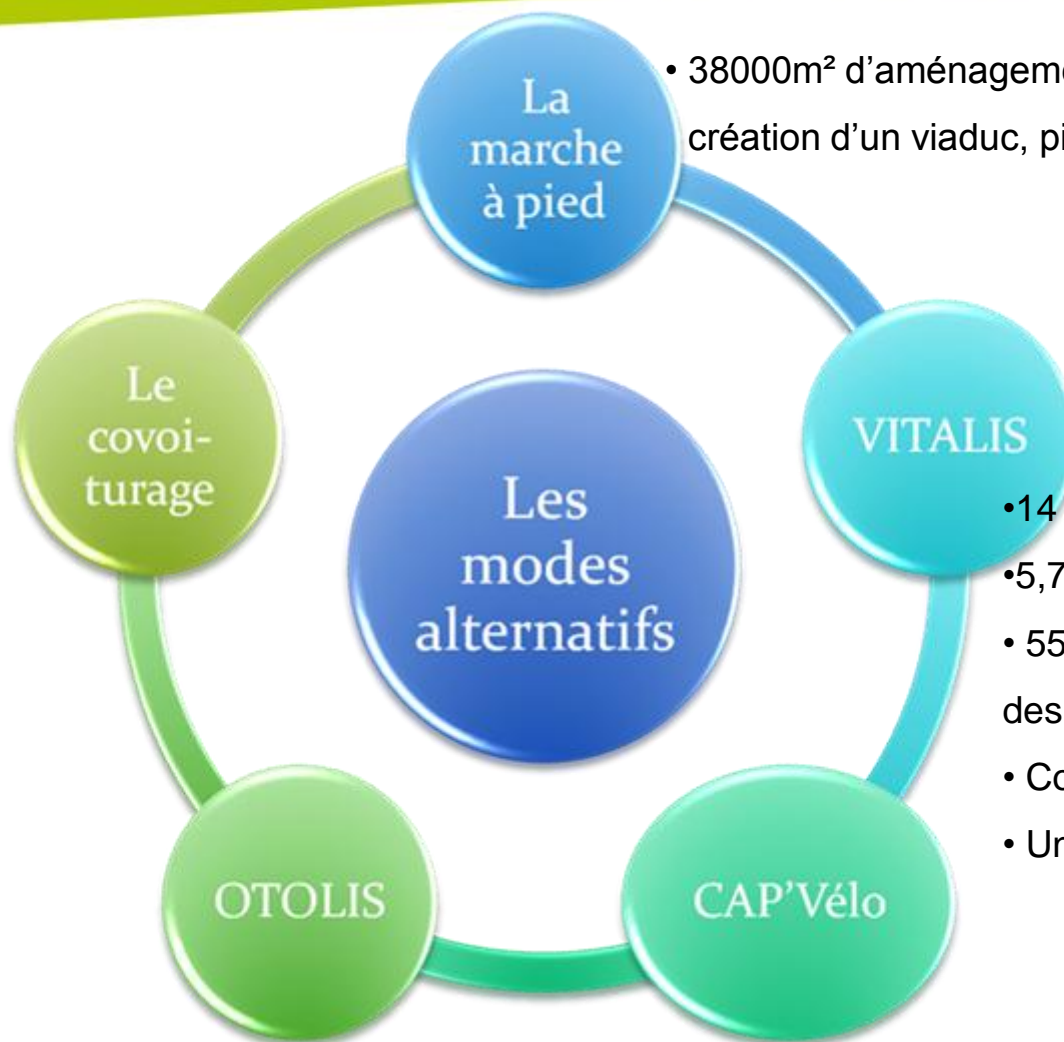 La
marche
à pied
• 38000m² d’aménageme
création d’un viaduc, pi
Le
covoi-
turage
VITALIS
Les
modes
alternatifs
•14
•5,7
• 55
des
• Co
• Un
OTOLIS
CAP’Vélo